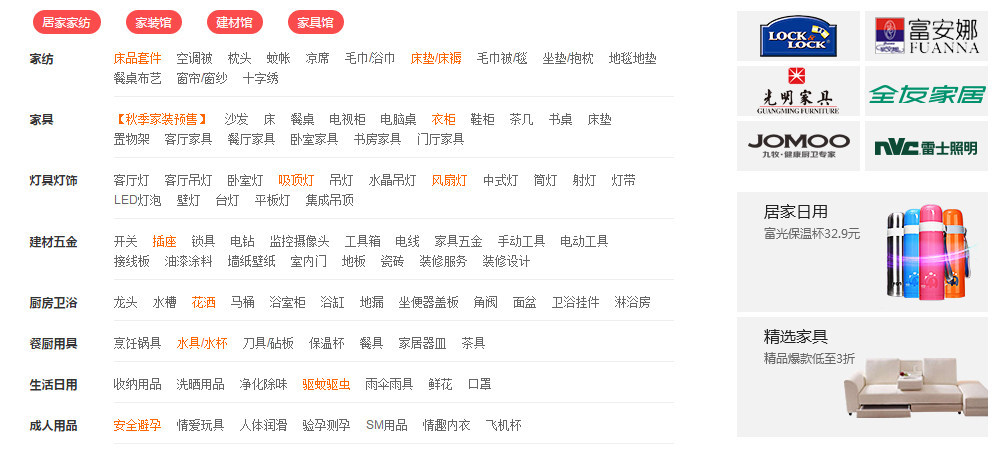 居家家纺 家装馆 建材馆 家具馆
家纺 床品套件 空调被 枕头 蚊帐 凉席 毛巾/浴巾 床垫/床褥 毛巾被/毯 坐垫/抱枕 地毯地垫
餐桌布艺 窗帘/窗纱 十字绣
家具 【秋季家装预售】 沙发 床 餐桌 电视柜 电脑桌 衣柜 鞋柜 茶几 书桌 床垫
置物架 客厅家具 餐厅家具 卧室家具 书房家具 门厅家具
灯具灯饰 客厅灯 客厅吊灯 卧室灯 吸顶灯 吊灯 水晶吊灯 风扇灯 中式灯 筒灯 射灯 灯带
LED灯泡 壁灯 台灯 平板灯 集成吊顶
建材五金 开关 插座 锁具 电钻 监控摄像头 工具箱 电线 家具五金 手动工具 电动工具
接线板 油漆涂料 墙纸壁纸 室内门 地板 瓷砖 装修服务 装修设计
厨房卫浴 龙头 水槽 花洒 马桶 浴室柜 浴缸 地漏 坐便器盖板 角阀 面盆 卫浴挂件 淋浴房
餐厨用具 烹饪锅具 水具/水杯 刀具/砧板 保温杯 餐具 家居器皿 茶具
生活日用 收纳用品 洗晒用品 净化除味 驱蚊驱虫 雨伞雨具 鲜花 口罩
成人用品 安全避孕 情爱玩具 人体润滑 验孕测孕 SM用品 情趣内衣 飞机杯
LOCK & LOCK
富安娜
FUANNA
光明家具
GUANGMING FURNITURE
全友家居
JOMOO
九牧·健康厨卫专家
NVC 雷士照明
居家日用
富光保温杯32.9元
精选家具
精品爆款低至3折